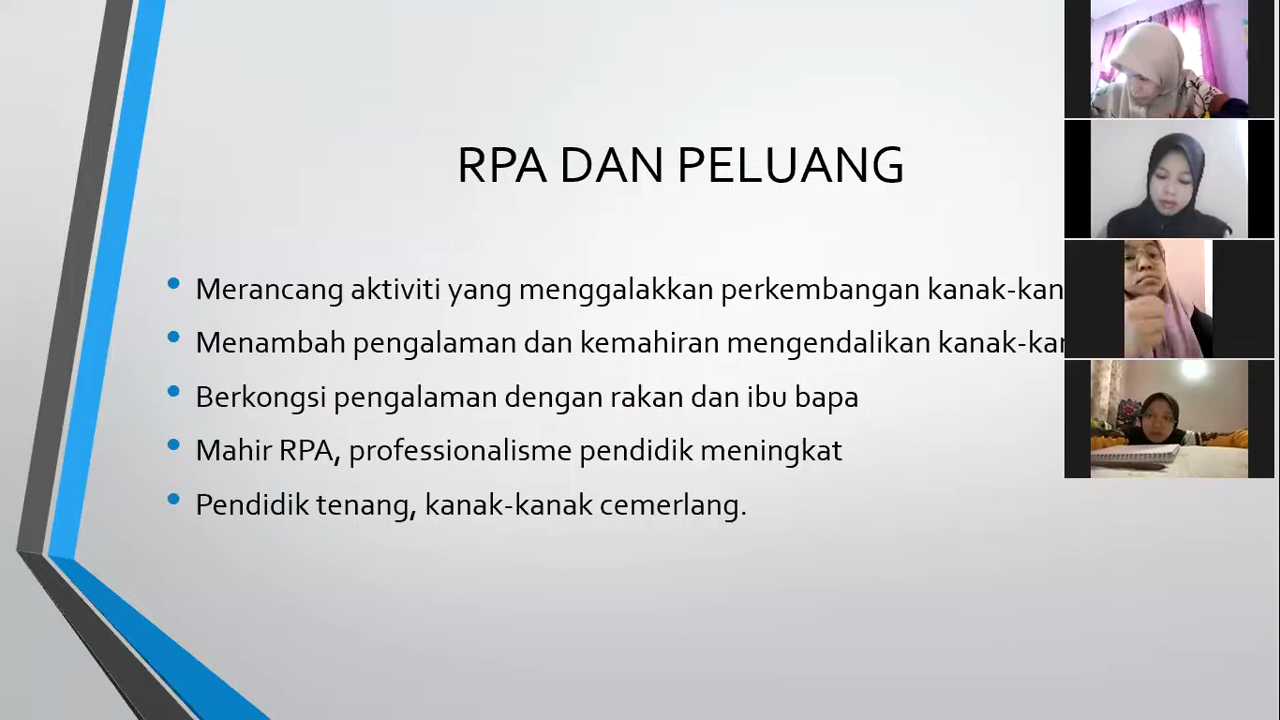 RPA DAN PELUANG
• Merancang aktiviti yang menggalakkan perkembangan kanak-kan
• Menambah pengalaman dan kemahiran mengendalikan kanak-kan
• Berkongsi pengalaman dengan rakan dan ibu bapa
• Mahir RPA, professionalisme pendidik meningkat
• Pendidik tenang, kanak-kanak cemerlang.